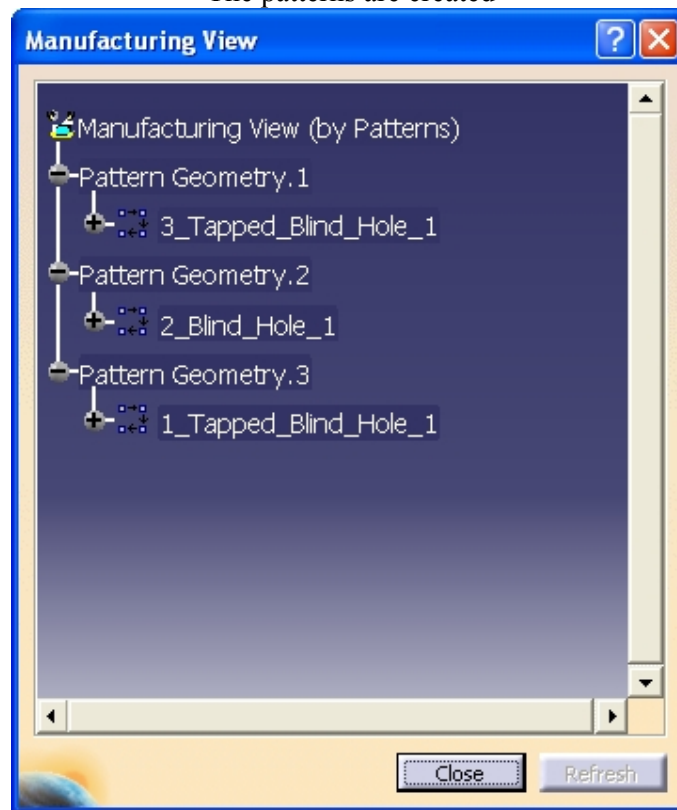 The patterns are created
Manufacturing View
Manufacturing View (by Patterns)
Pattern Geometry.1
3_Tapped_Blind_Hole_1
Pattern Geometry.2
2_Blind_Hole_1
Pattern Geometry.3
1_Tapped_Blind_Hole_1
Close Refresh